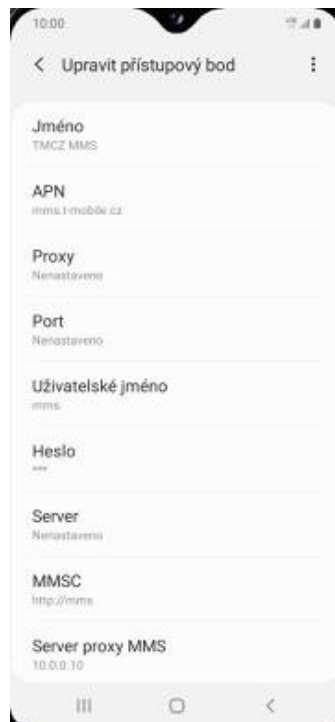 10:00
Upravit přístupový bod
Jméno
TMCZ MMS
APN
mms.t-mobile.cz
Proxy
Nenastaveno
Port
Nenastaveno
Uživatelské jméno
mms
Heslo
***
Server
Nenastaveno
MMSC
http://mms
Server proxy MMS
10.0.0.10